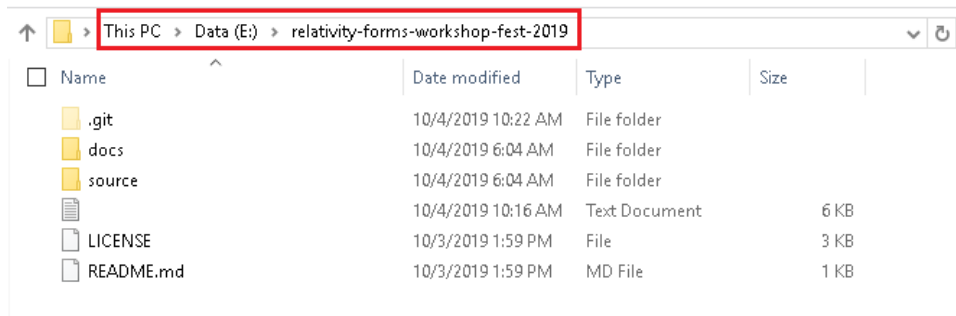 This PC > Data (E:) > relativity-forms-workshop-fest-2019
Name Date modified Type Size
.git 10/4/2019 10:22 AM File folder
docs 10/4/2019 6:04 AM File folder
source 10/4/2019 6:04 AM File folder
10/4/2019 10:16 AM Text Document 6 KB
LICENSE 10/3/2019 1:59 PM File 3 KB
README.md 10/3/2019 1:59 PM MD File 1 KB